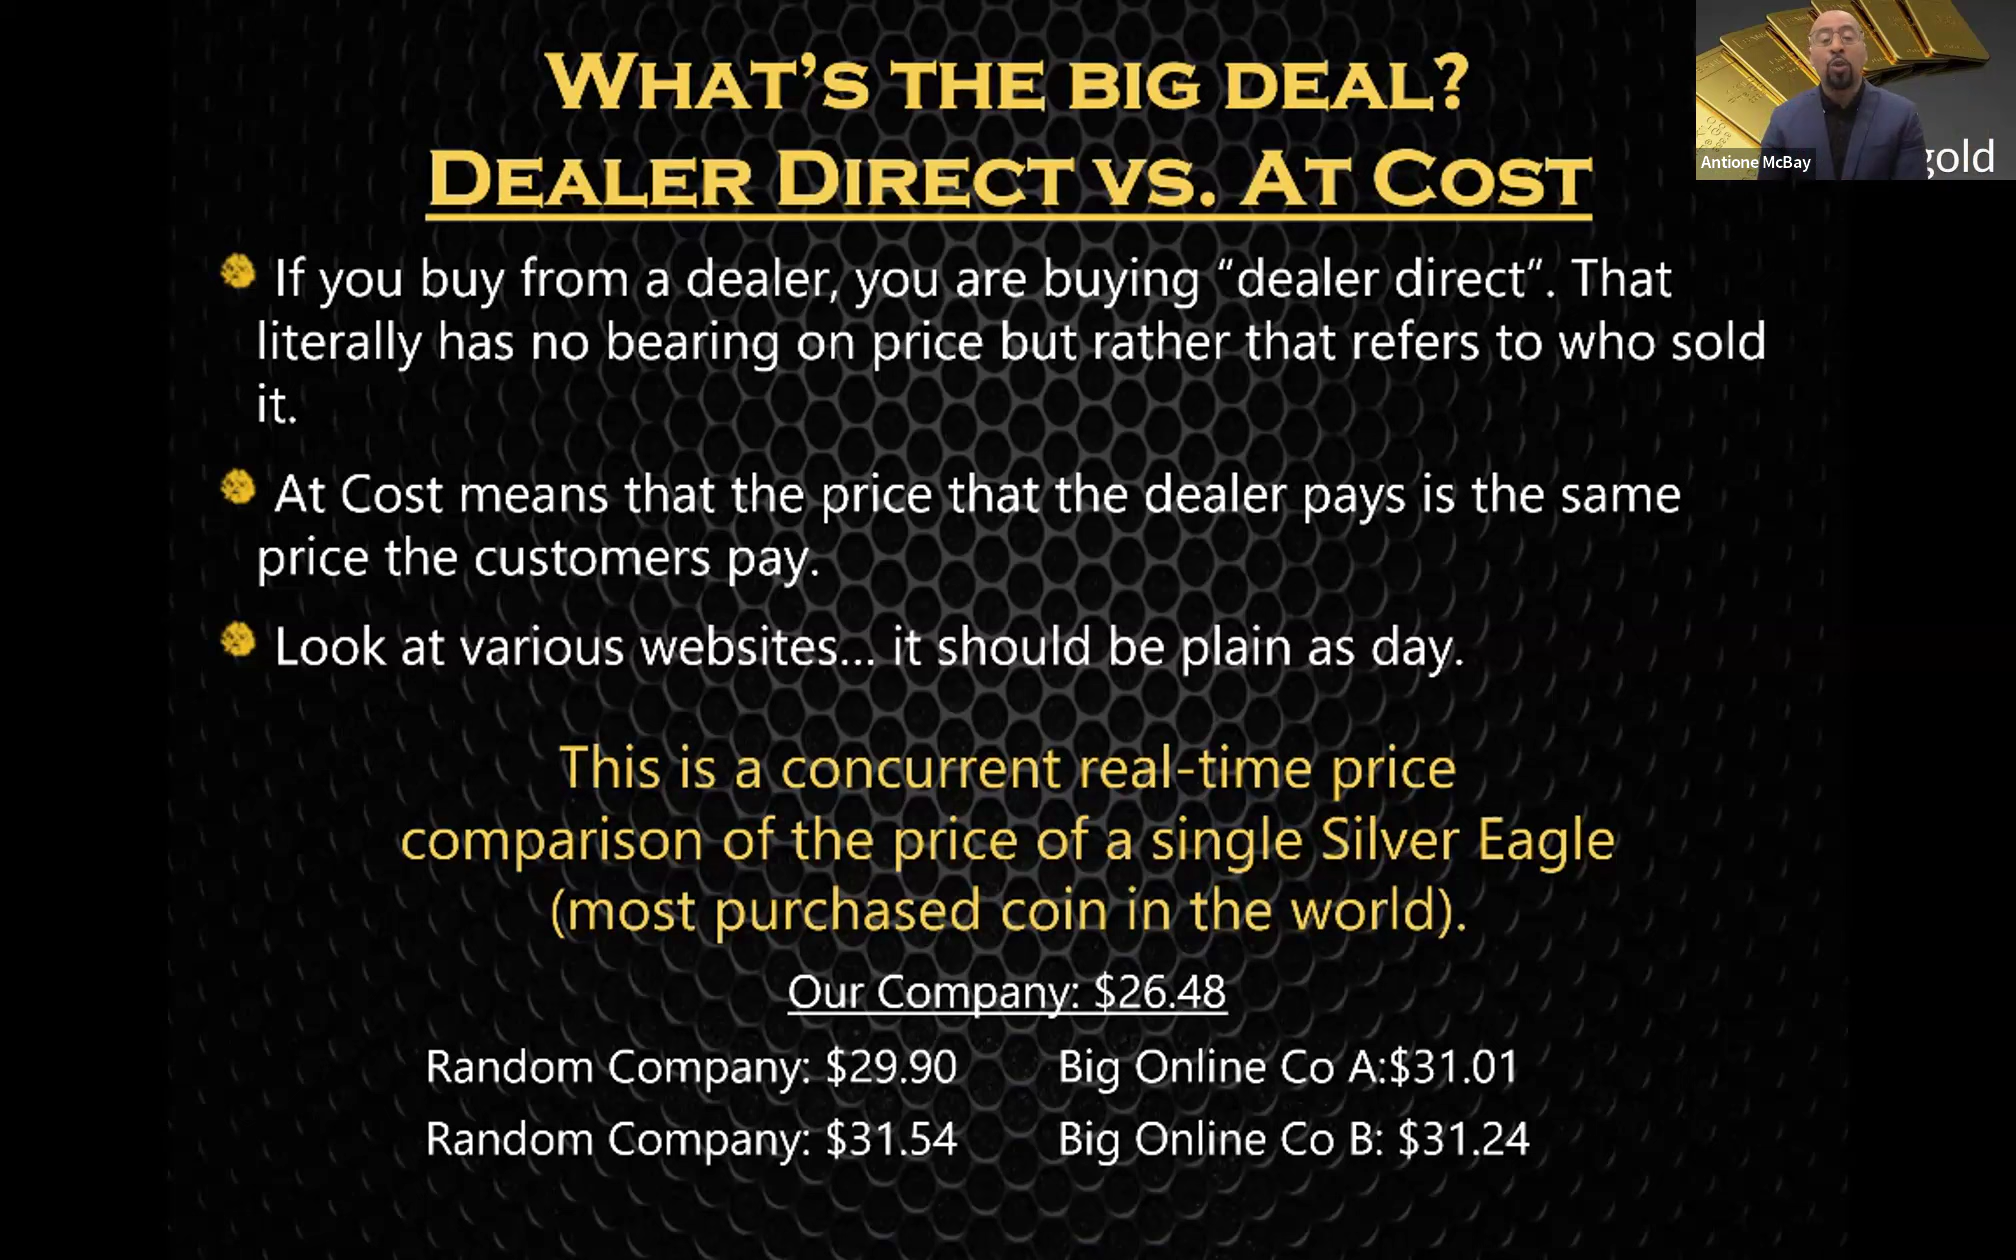 WHAT'S THE BIG DEAL?
DEALER DIRECT VS. AT COST
If you buy from a dealer, you are buying “dealer direct”. That
literally has no bearing on price but rather that refers to who sold
it.
At Cost means that the price that the dealer pays is the same
price the customers pay.
Look at various websites... it should be plain as day.
This is a concurrent real-time price
comparison of the price of a single Silver Eagle
(most purchased coin in the world).
Our Company: $26.48
Random Company: $29.90 Big Online Co A:$31.01
Random Company: $31.54 Big Online Co B: $31.24
Antione McBay
gold